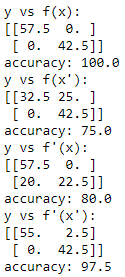 y vs f(x):
[[57.5  0. ]
 [ 0.  42.5]]
accuracy: 100.0
y vs f(x'):
[[32.5 25. ]
 [ 0.  42.5]]
accuracy: 75.0
y vs f'(x):
[[57.5  0. ]
[20.  22.5]]
accuracy: 80.0
y vs f'(x'):
[[55.   2.5]
 [ 0.  42.5]]
accuracy: 97.5